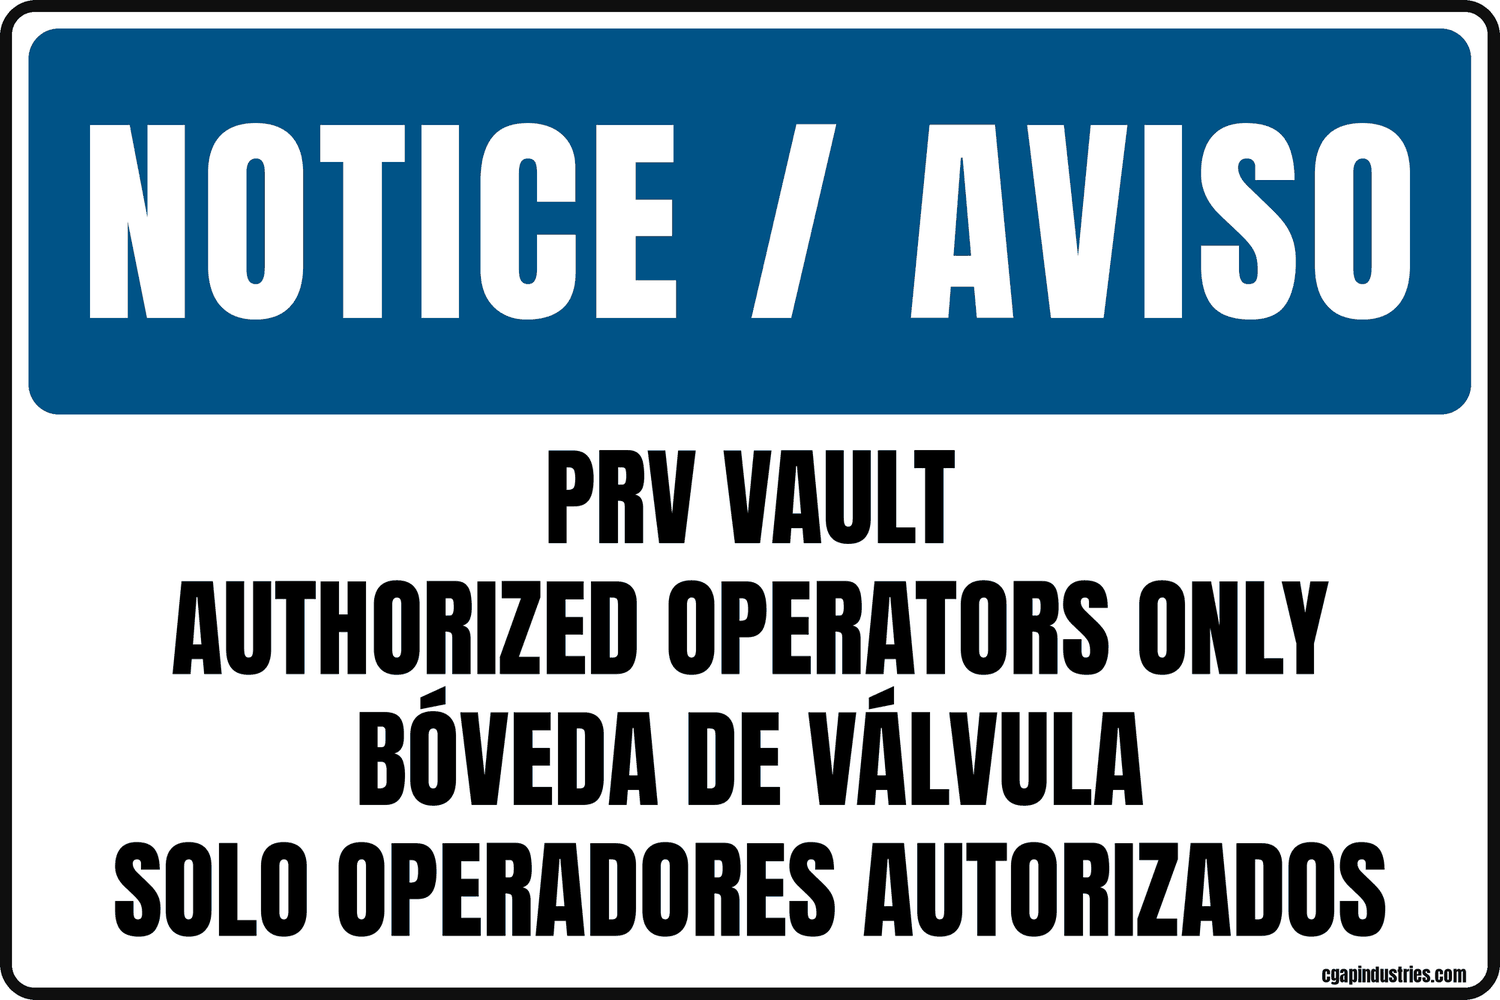 NOTICE / AVISO
PRV VAULT
AUTHORIZED OPERATORS ONLY
BÓVEDA DE VÁLVULA
SOLO OPERADORES AUTORIZADOS
cgapindustries.com